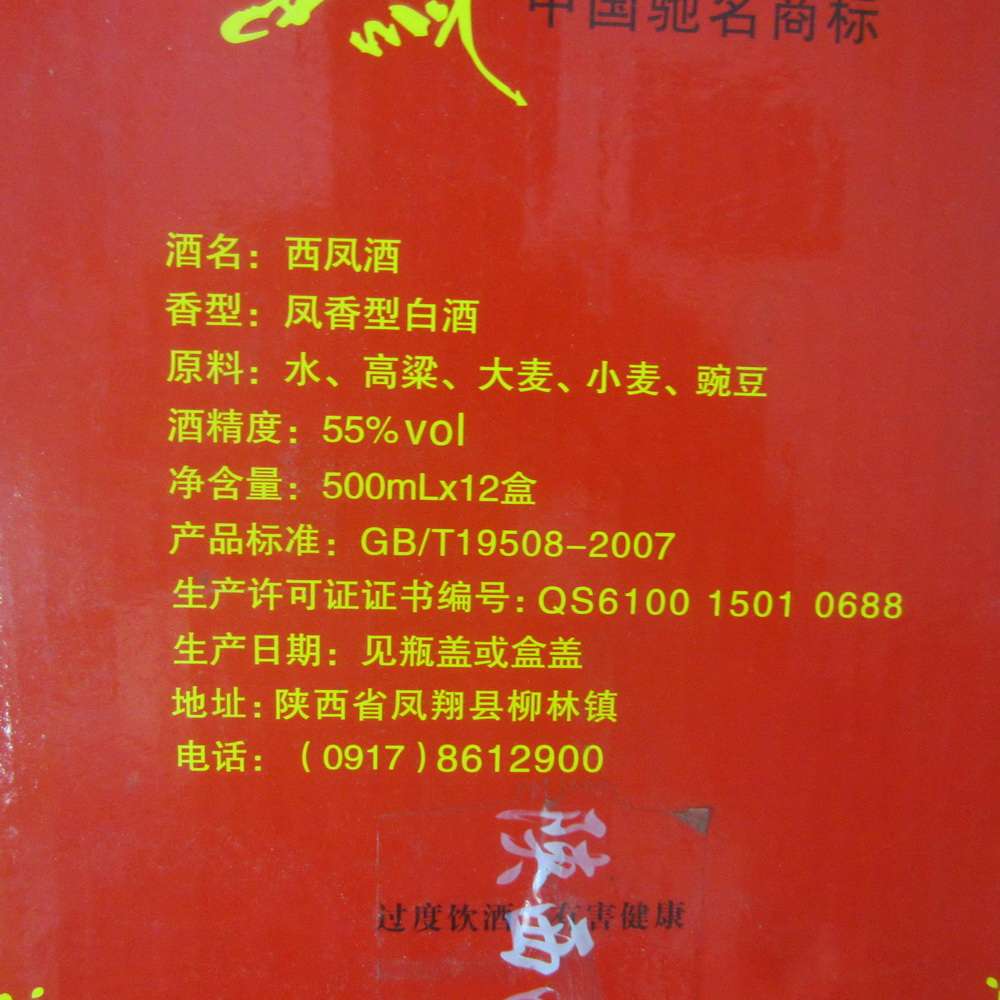 中国驰名商标
酒名：西凤酒
香型：凤香型白酒
原料：水、高粱、大麦、小麦、豌豆
酒精度：55%vol
净含量：500mLx12盒
产品标准：GB/T19508-2007
生产许可证证书编号：QS6100 1501 0688
生产日期：见瓶盖或盒盖
地址：陕西省凤翔县柳林镇
电话：（0917）8612900
陕西
过度饮酒 有害健康